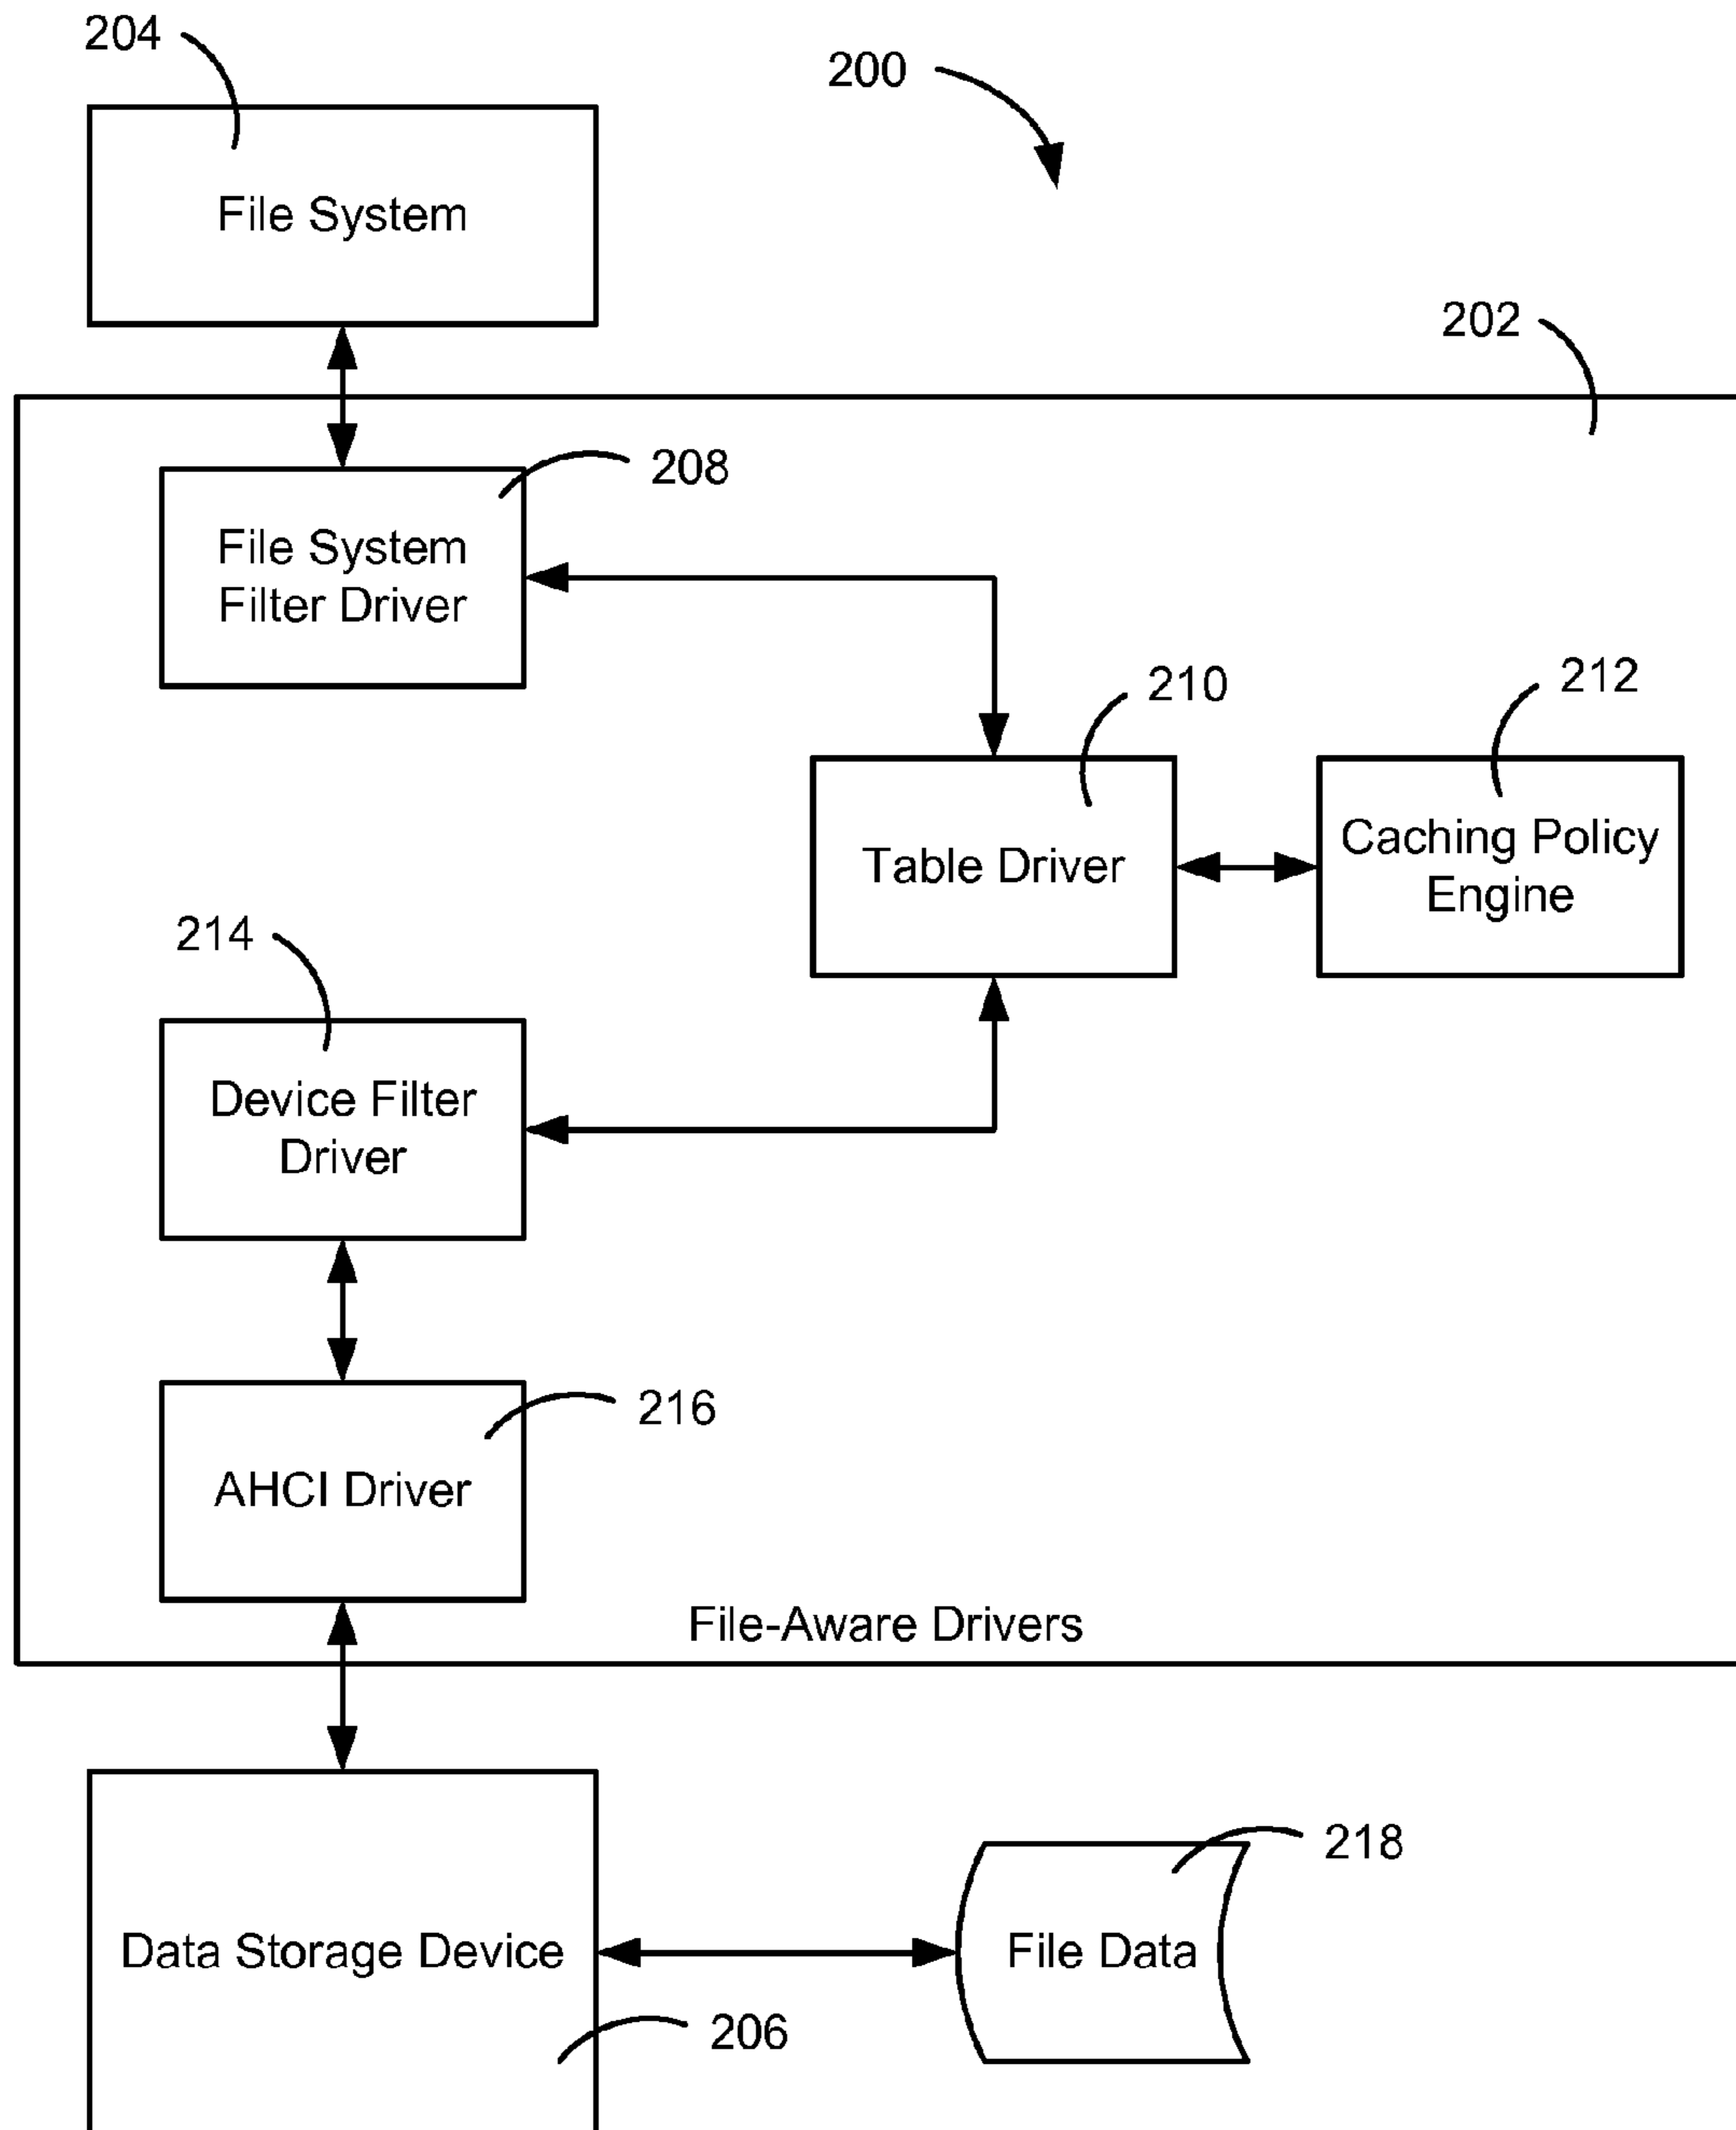 204
200
File System
202
208
File System
Filter Driver
210
212
Table Driver
Caching Policy
Engine
214
Device Filter
Driver
216
AHCI Driver
File-Aware Drivers
218
Data Storage Device
File Data
206